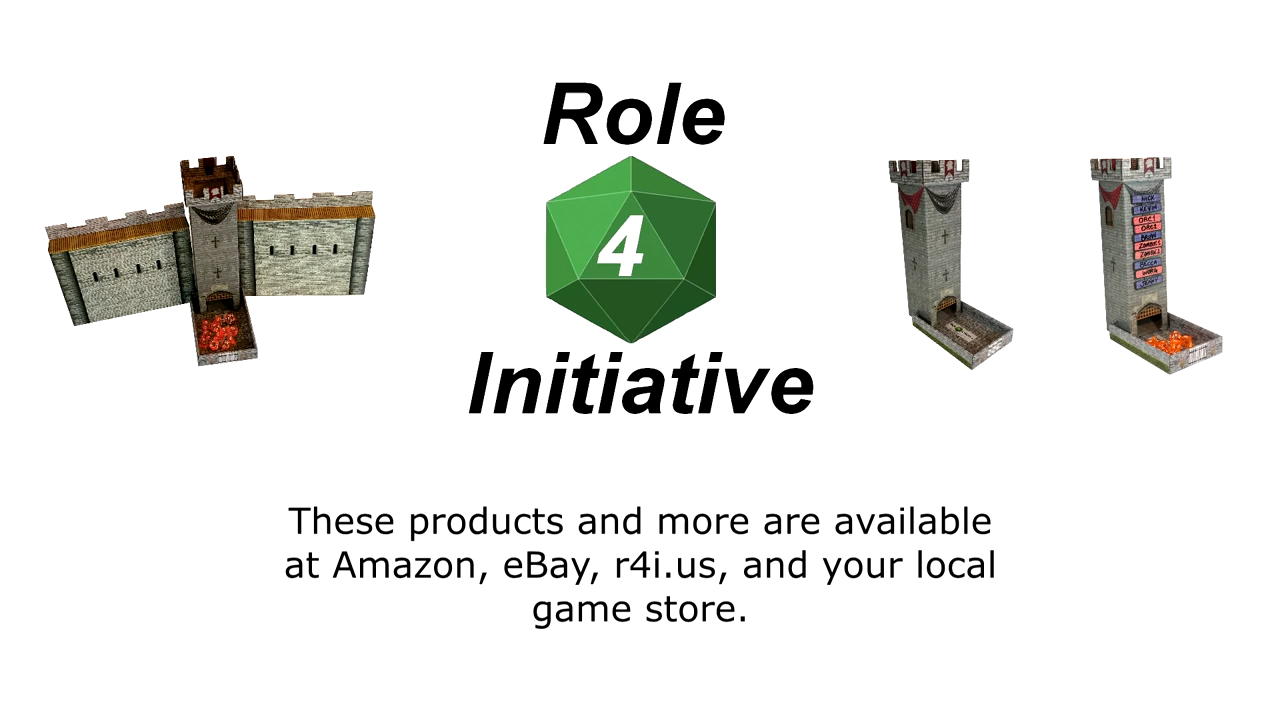 Role
4
Initiative
These products and more are available
at Amazon, eBay, r4i.us, and your local
game store.